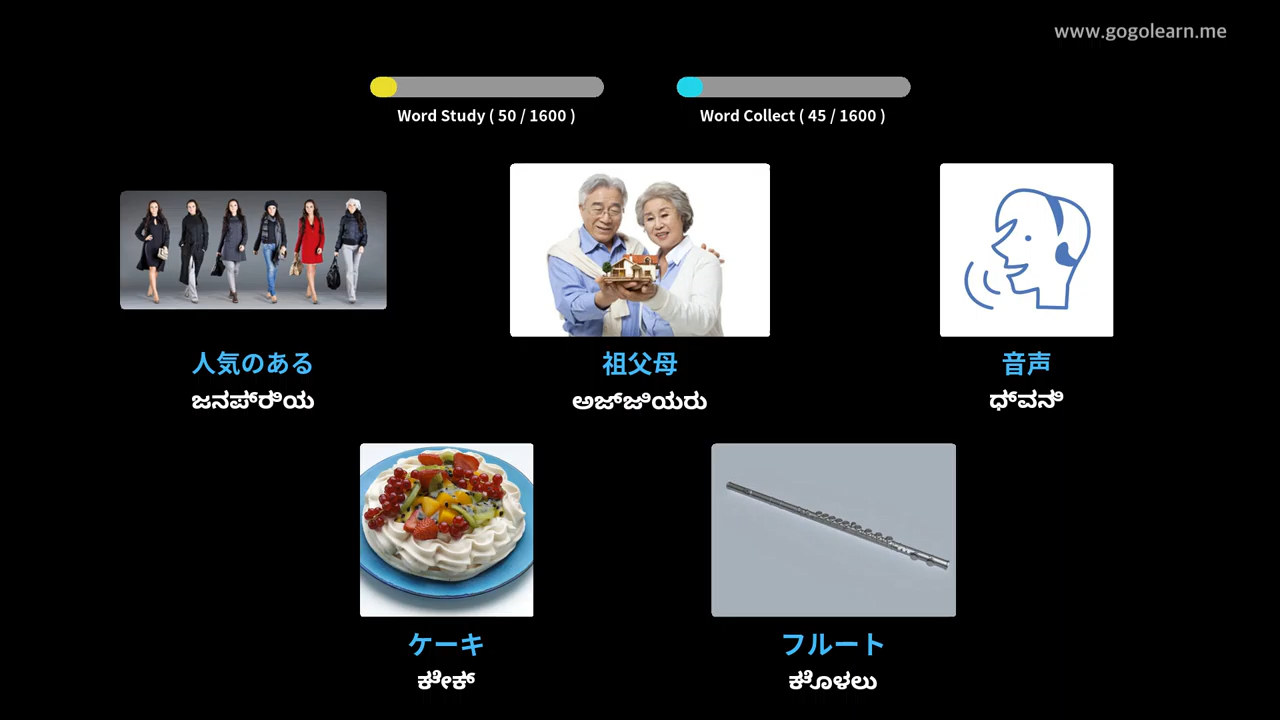 www.gogolearn.me
Word Study ( 50 / 1600 )
Word Collect ( 45 / 1600 )
人気のある
祖父母
音声
ಜನಪ್ರಿಯ
ಅಜ್ಜಿಯರು
ಧ್ವನಿ
ケーキ
フルート
ಕೇಕ್
ಕೊಳಲು